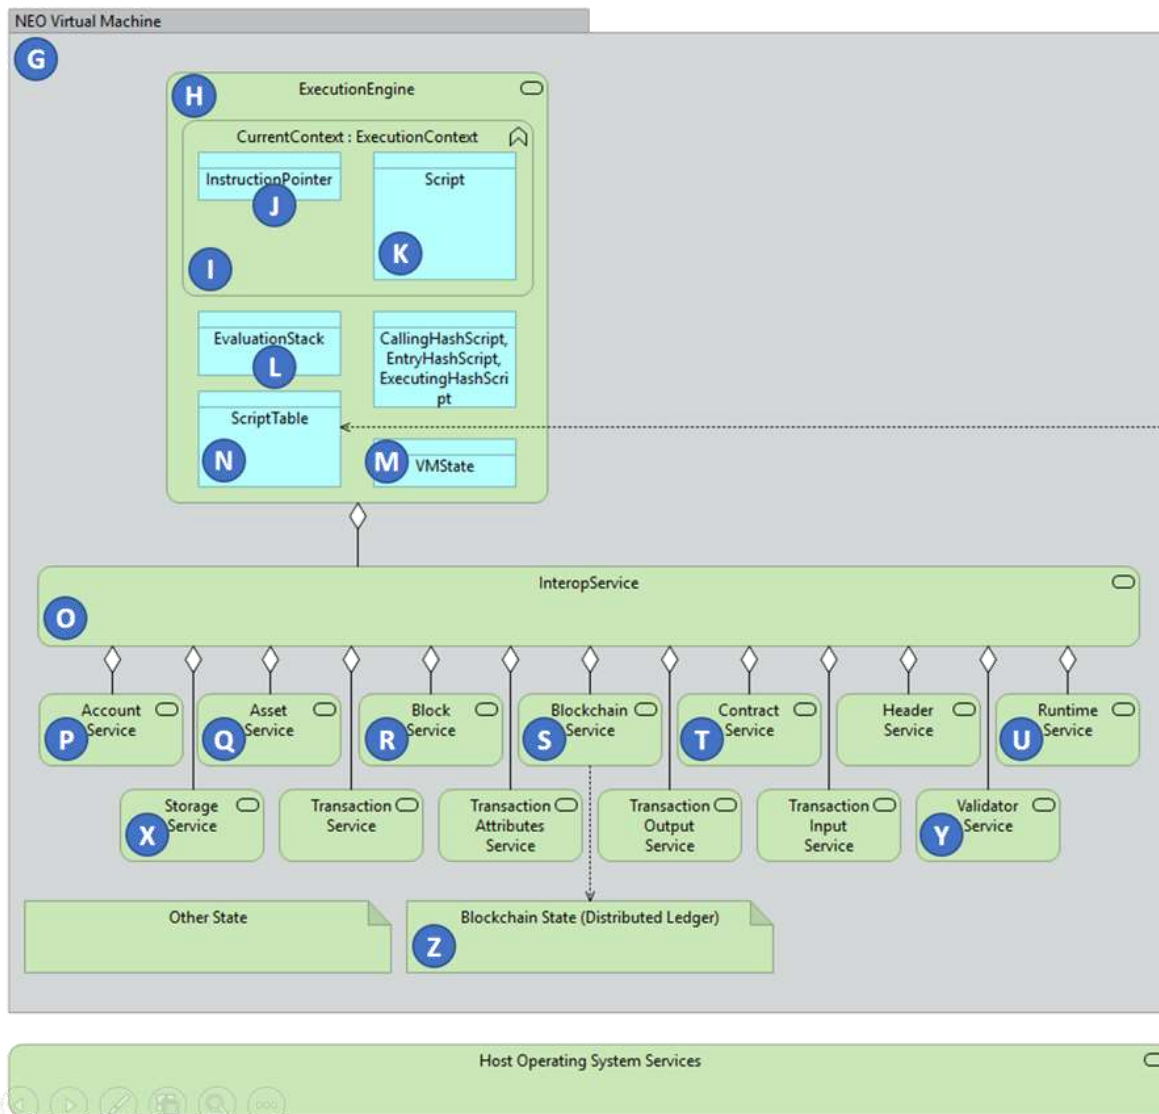 NEO Virtual Machine
G
H
ExecutionEngine
CurrentContext : ExecutionContext
InstructionPointer
J
Script
K
I
EvaluationStack
L
CallingHashScript,
EntryHashScript,
ExecutingHashScri
pt
ScriptTable
N
M
VMState
InteropService
O
Account
Service
P
Asset
Service
Q
Block
Service
R
Blockchain
Service
S
Contract
Service
T
Header
Service
Runtime
Service
U
Storage
Service
X
Transaction
Service
Transaction
Attributes
Service
Transaction
Output
Service
Transaction
Input
Service
Validator
Service
Y
Other State
Blockchain State (Distributed Ledger)
Z
Host Operating System Services